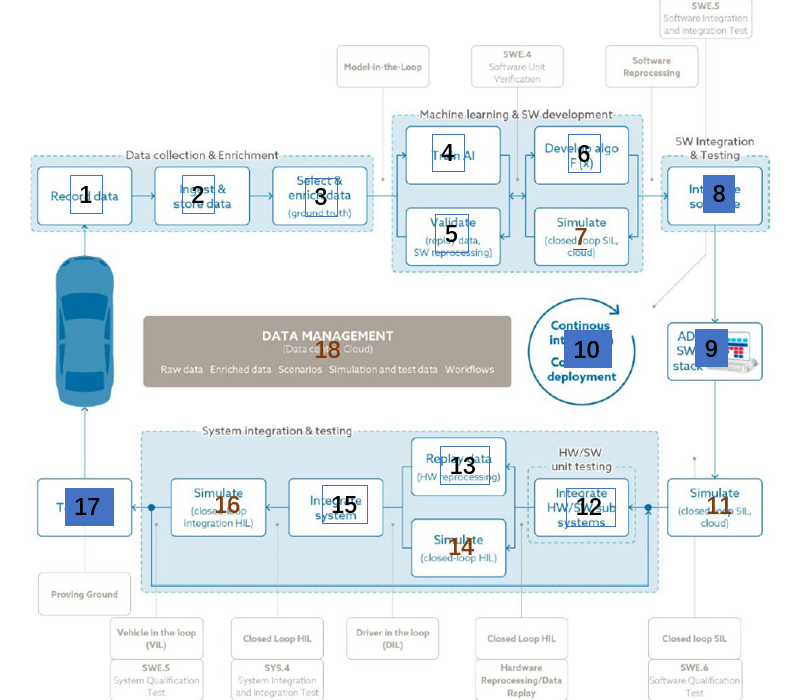 SWE.5
Software Integration
and Integration Test
Model-in-the-Loop
SWE.4
Software Unit
Verification
Software
Reprocessing
Machine learning & SW development
SW Integration
& Testing
Data collection & Enrichment
1
Record data
2
Ingest &
store data
3
Select &
enrich data
(ground truth)
4
Train AI
5
Validate
(replay data,
SW reprocessing)
6
Develop algo
F (x)
7
Simulate
(closed loop SIL,
cloud)
8
DATA MANAGEMENT
18
Cloud)
Raw data Enriched data Scenarios Simulation and test data Workflows
Continous
10
deployment
9
SW
stack
System integration & testing
HW/SW
unit testing
17
16
Simulate
(closed-loop
integration HIL)
15
Integrate
system
13
Replay data
(HW reprocessing)
14
Simulate
(closed-loop HIL)
12
Integrate
HW/SW sub
systems
11
Simulate
(closed-loop SIL,
cloud)
Proving Ground
Vehicle in the loop
(VIL)
SWE.5
System Qualification
Test
Closed Loop HIL
SYS.4
System Integration
and Integration Test
Driver in the loop
(DIL)
Closed Loop HIL
Hardware
Reprocessing/Data
Replay
Closed loop SIL
SWE.6
Software Qualification
Test